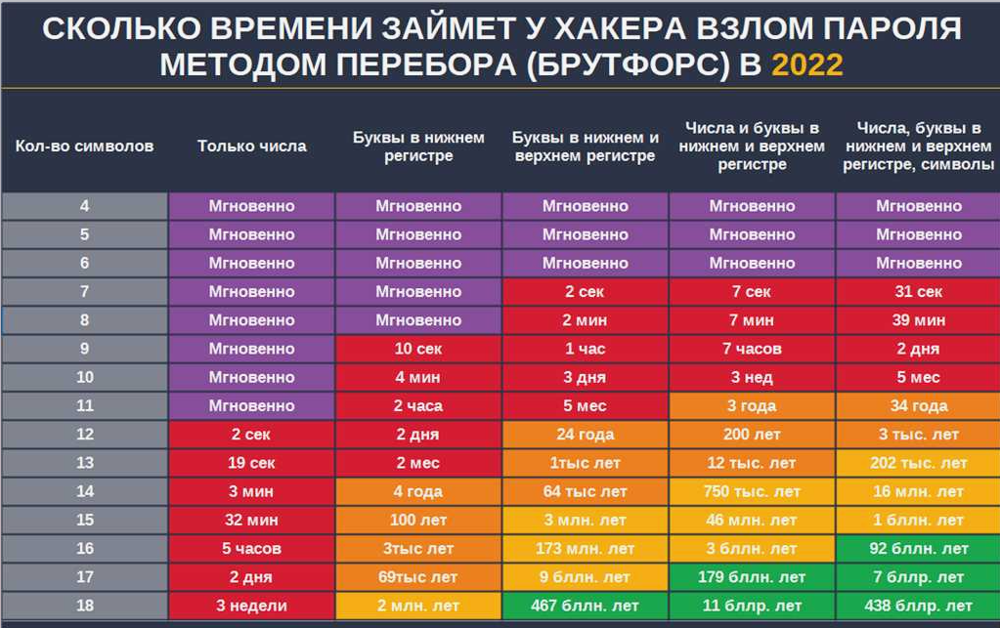 СКОЛЬКО ВРЕМЕНИ ЗАЙМЕТ У ХАКЕРА ВЗЛОМ ПАРОЛЯ
МЕТОДОМ ПЕРЕБОРА (БРУТФОРС) В 2022
Кол-во символов Только числа Буквы в нижнем регистре Буквы в нижнем и верхнем регистре Числа и буквы в нижнем и верхнем регистре Числа, буквы в нижнем и верхнем регистре, символы
4 Мгновенно Мгновенно Мгновенно Мгновенно Мгновенно
5 Мгновенно Мгновенно Мгновенно Мгновенно Мгновенно
6 Мгновенно Мгновенно Мгновенно Мгновенно Мгновенно
7 Мгновенно Мгновенно 2 сек 7 сек 31 сек
8 Мгновенно Мгновенно 2 мин 7 мин 39 мин
9 Мгновенно 10 сек 1 час 7 часов 2 дня
10 Мгновенно 4 мин 3 дня 3 нед 5 мес
11 Мгновенно 2 часа 5 мес 3 года 34 года
12 2 сек 2 дня 24 года 200 лет 3 тыс. лет
13 19 сек 2 мес 1тыс лет 12 тыс. лет 202 тыс. лет
14 3 мин 4 года 64 тыс лет 750 тыс. лет 16 млн. лет
15 32 мин 100 лет 3 млн. лет 46 млн. лет 1 бллн. лет
16 5 часов 3тыс лет 173 млн. лет 3 бллн. лет 92 бллн. лет
17 2 дня 69тыс лет 9 бллн. лет 179 бллн. лет 7 бллр. лет
18 3 недели 2 млн. лет 467 бллн. лет 11 бллр. лет 438 бллр. лет